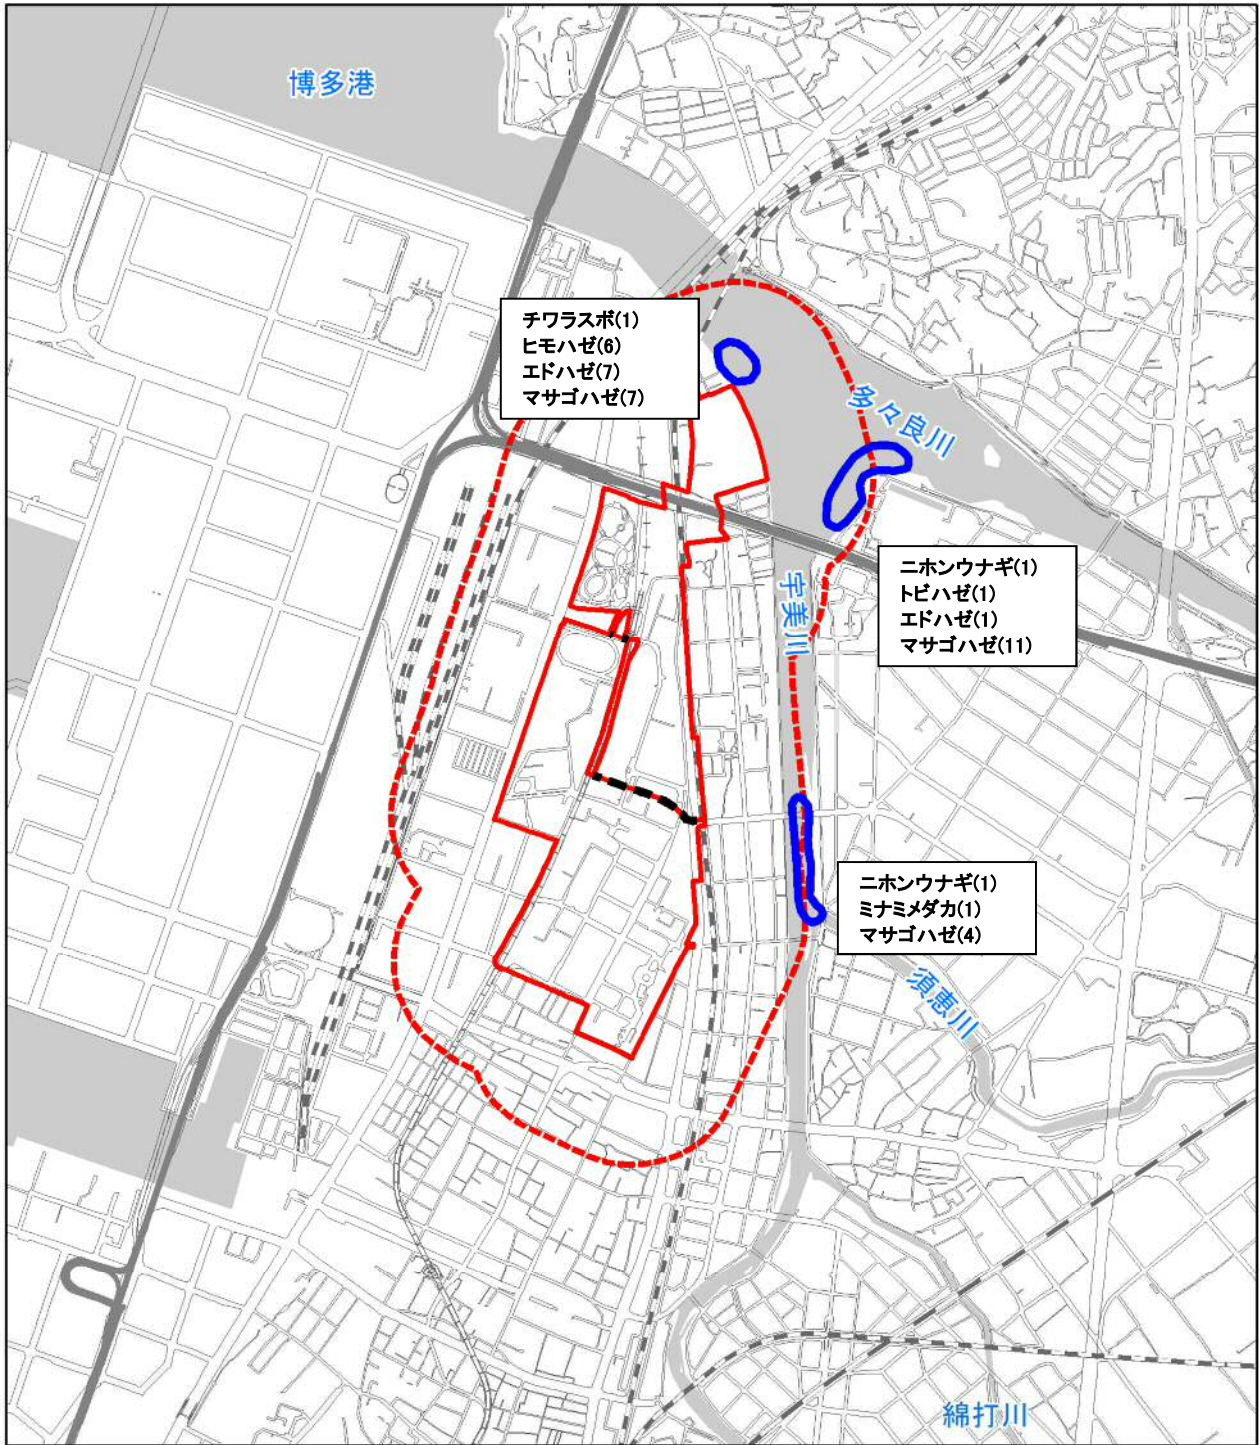 博多港
チワラスボ(1)
ヒモハゼ(6)
エドハゼ(7)
マサゴハゼ(7)
多々良川
ニホンウナギ(1)
トビハゼ(1)
エドハゼ(1)
マサゴハゼ(11)
宇美川
ニホンウナギ(1)
ミナミメダカ(1)
マサゴハゼ(4)
須恵川
綿打川